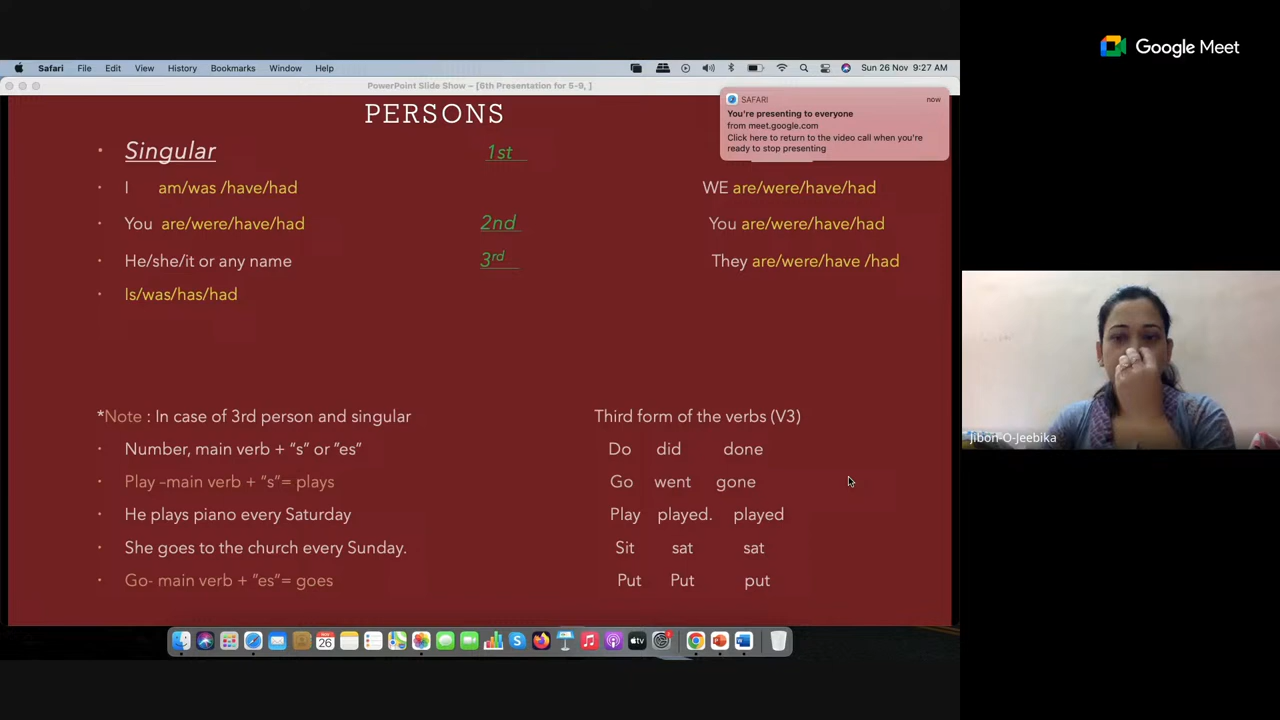 Google Meet
Safari File Edit View History Bookmarks Window Help Sun 26 Nov 9:27 AM
PowerPoint Slide Show – [6th Presentation for 5-9, ]
SAFARI now
You're presenting to everyone
from meet.google.com
Click here to return to the video call when you're
ready to stop presenting
PERSONS
• Singular 1st
• I am/was /have/had WE are/were/have/had
• You are/were/have/had 2nd You are/were/have/had
• He/she/it or any name 3rd They are/were/have /had
• Is/was/has/had
*Note : In case of 3rd person and singular Third form of the verbs (V3)
• Number, main verb + “s” or ”es” Do did done
• Play –main verb + “s”= plays Go went gone
• He plays piano every Saturday Play played. played
• She goes to the church every Sunday. Sit sat sat
• Go- main verb + ”es”= goes Put Put put
Jibon-O-Jeebika
NOV
26
tv